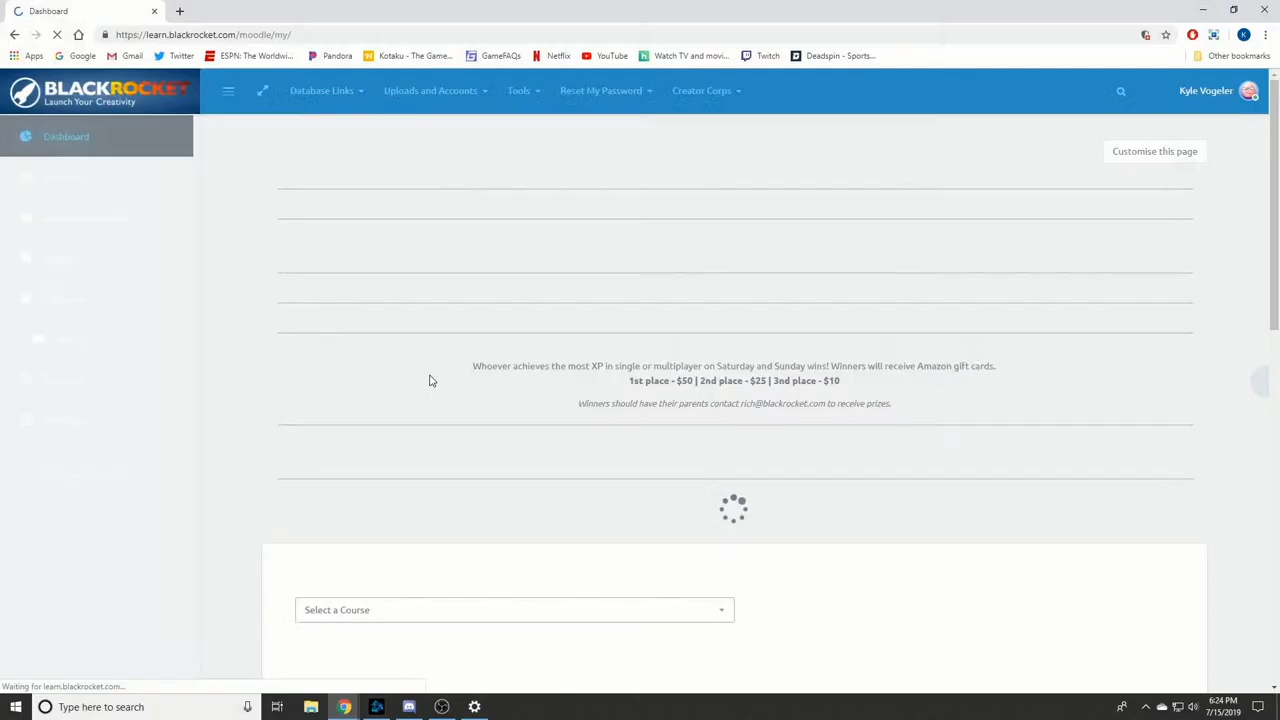 Dashboard
https://learn.blackrocket.com/moodle/my/
Apps
Google
Gmail
Twitter
ESPN: The Worldwi...
Pandora
Kotaku - The Game...
GameFAQs
Netflix
YouTube
Watch TV and movi...
Twitch
Deadspin - Sports...
Other bookmarks
BLACKROCKET
Launch Your Creativity
Database Links
Uploads and Accounts
Tools
Reset My Password
Creator Corps
Kyle Vogeler
Dashboard
Customise this page
Whoever achieves the most XP in single or multiplayer on Saturday and Sunday wins! Winners will receive Amazon gift cards.
1st place - $50 | 2nd place - $25 | 3rd place - $10
Winners should have their parents contact rich@blackrocket.com to receive prizes.
Select a Course
Waiting for learn.blackrocket.com...
Type here to search
6:24 PM
7/15/2019